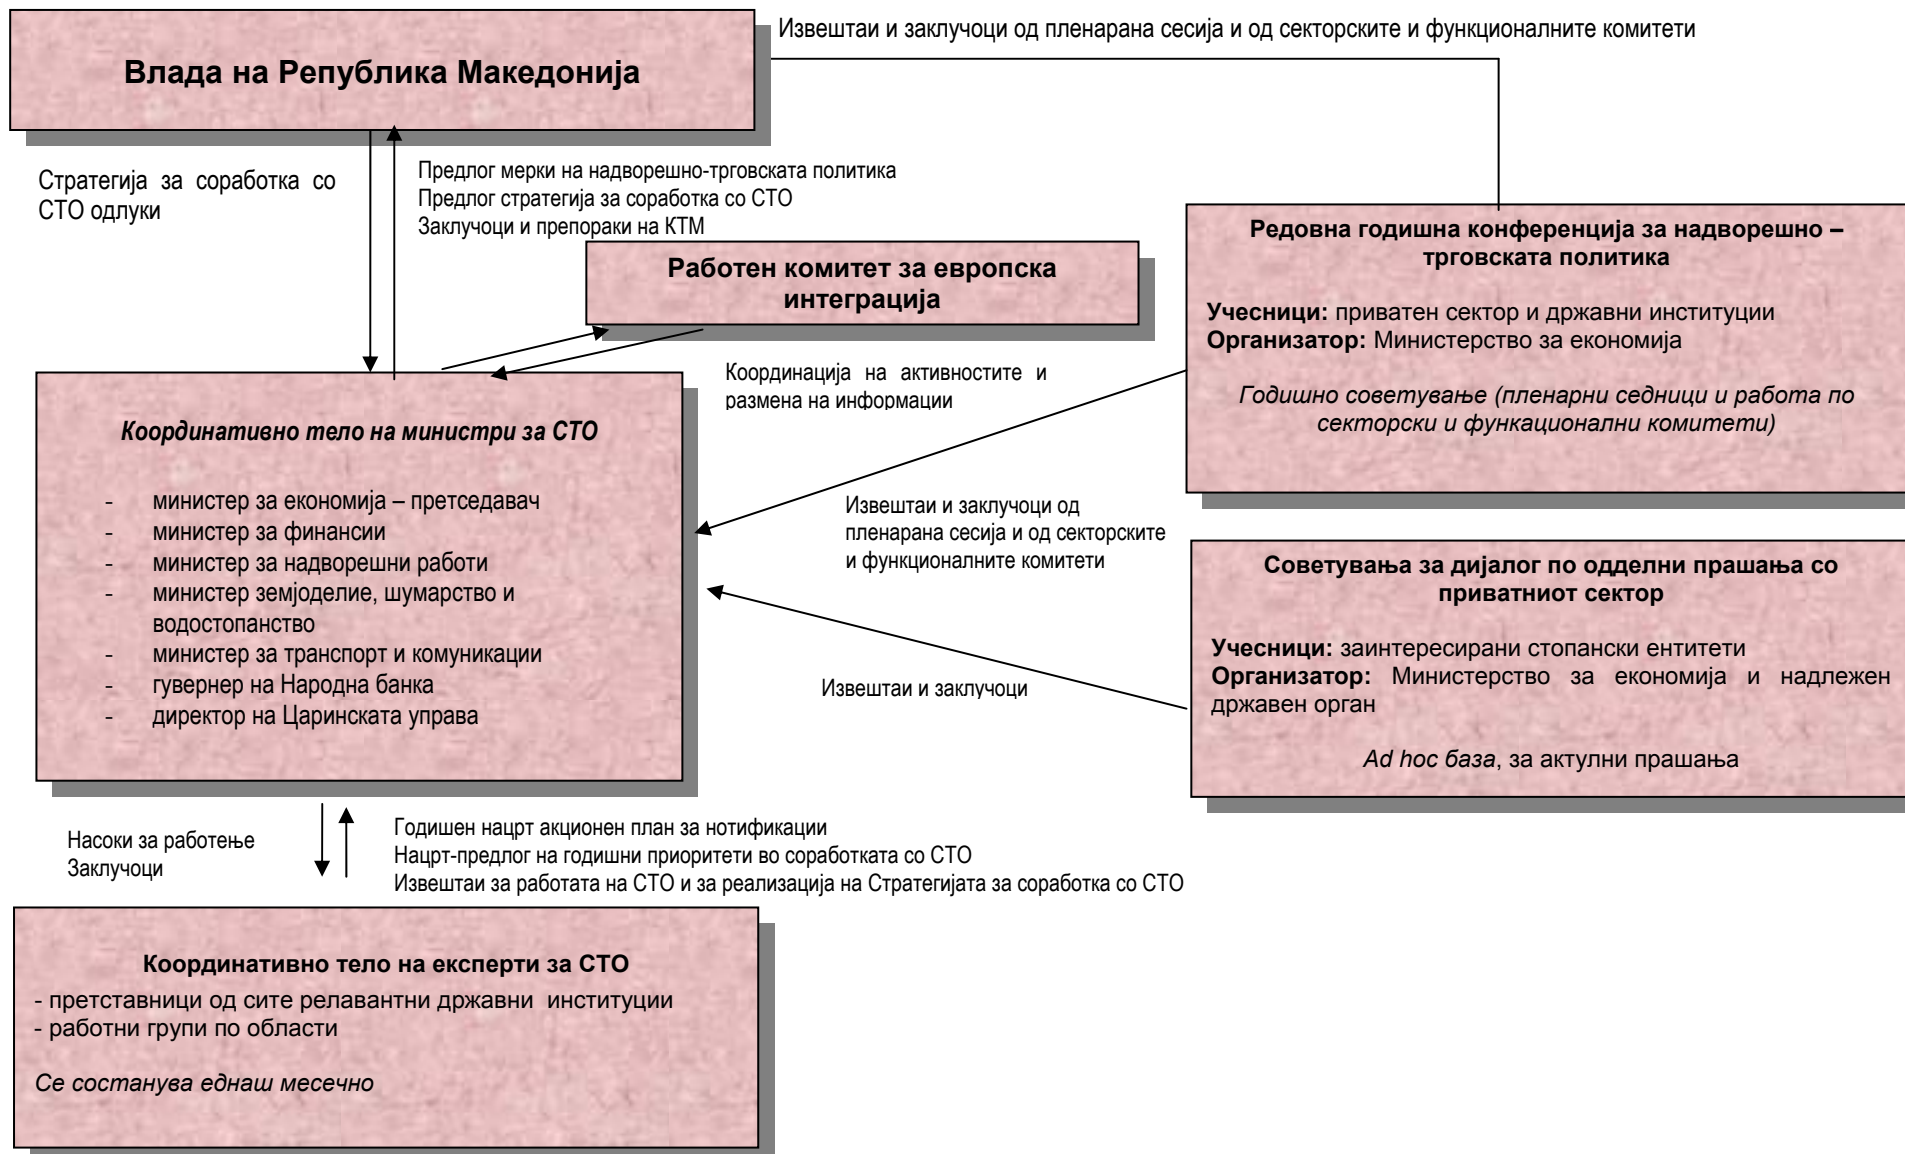 Извештаи и заклучоци од пленарана сесија и од секторските и функционалните комитети
Влада на Република Македонија
Стратегија за соработка со
СТО одлуки
Предлог мерки на надворешно-трговската политика
Предлог стратегија за соработка со СТО
Заклучоци и препораки на КТМ
Работен комитет за европска
интеграција
Редовна годишна конференција за надворешно –
трговската политика
Учесници: приватен сектор и државни институции
Организатор: Министерство за економија
Годишно советување (пленарни седници и работа по
секторски и функационални комитети)
Координација на активностите и
размена на информации
Координативно тело на министри за СТО
- министер за економија – претседавач
- министер за финансии
- министер за надворешни работи
- министер земјоделие, шумарство и
водостопанство
- министер за транспорт и комуникации
- гувернер на Народна банка
- директор на Царинската управа
Извештаи и заклучоци од
пленарана сесија и од секторските
и функционалните комитети
Советувања за дијалог по одделни прашања со
приватниот сектор
Учесници: заинтересирани стопански ентитети
Организатор: Министерство за економија и надлежен
државен орган
Ad hoc база, за актулни прашања
Извештаи и заклучоци
Насоки за работење
Заклучоци
Годишен нацрт акционен план за нотификации
Нацрт-предлог на годишни приоритети во соработката со СТО
Извештаи за работата на СТО и за реализација на Стратегијата за соработка со СТО
Координативно тело на експерти за СТО
- претставници од сите релавантни државни институции
- работни групи по области
Се состанува еднаш месечно